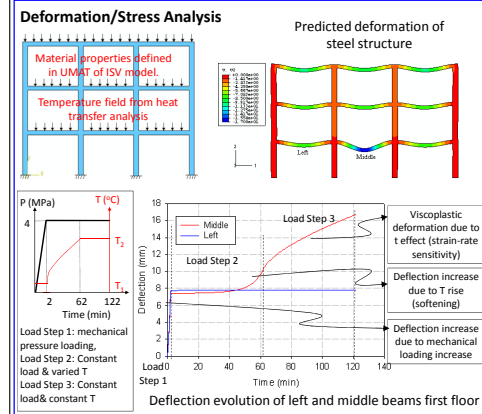 Deformation/Stress Analysis
Material properties defined
in UMAT of ISV model.
Temperature field from heat
transfer analysis
Predicted deformation of
steel structure
Left
Middle
P (MPa)
T (°C)
4
T₂
T₁
2
63
122
Time (min)
Load Step 1: mechanical
pressure loading,
Load Step 2: Constant
load & varied T
Load Step 3: Constant
load& constant T
18
16
14
12
10
8
6
4
2
0
Deflection (mm)
Middle
Left
Load Step 3
Load Step 2
Load
Step 1
0 20 40 60 80 100 120 140
Time (min)
Viscoplastic
deformation due to
t effect (strain-rate
sensitivity)
Deflection increase
due to T rise
(softening)
Deflection increase
due to mechanical
loading increase
Deflection evolution of left and middle beams first floor